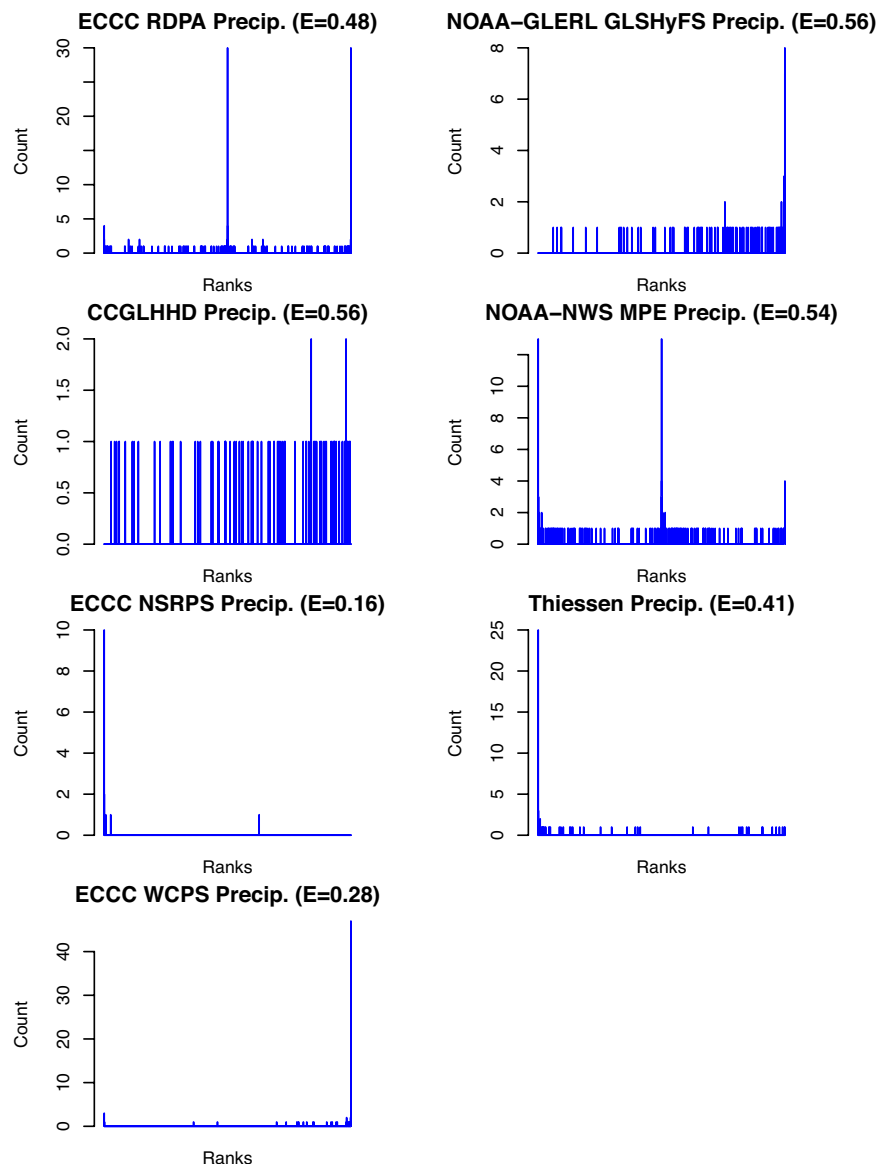 ECCC RDPA Precip. (E=0.48)
Count
0
5
10
20
30
Ranks
NOAA−GLERL GLSHyFS Precip. (E=0.56)
Count
0
2
4
6
8
Ranks
CCGLHHD Precip. (E=0.56)
Count
0.0
0.5
1.0
1.5
2.0
Ranks
NOAA−NWS MPE Precip. (E=0.54)
Count
0
2
4
6
8
10
Ranks
ECCC NSRPS Precip. (E=0.16)
Count
0
2
4
6
8
10
Ranks
Thiessen Precip. (E=0.41)
Count
0
5
10
15
20
25
Ranks
ECCC WCPS Precip. (E=0.28)
Count
0
10
20
30
40
Ranks